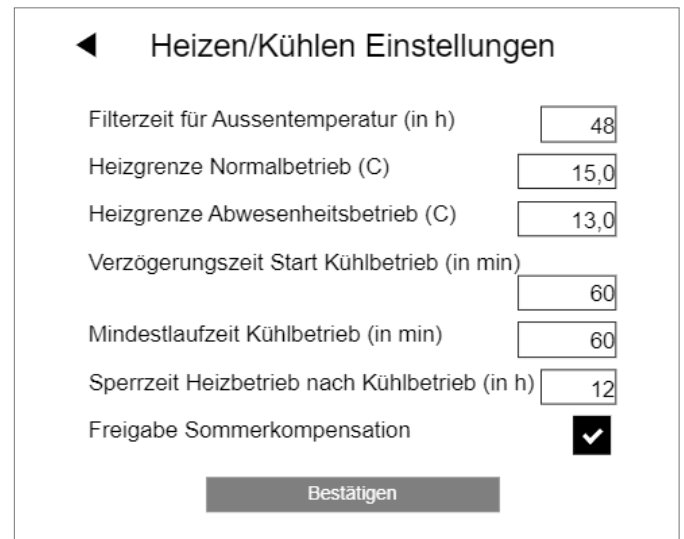 Heizen/Kühlen Einstellungen
Filterzeit für Aussentemperatur (in h) 48
Heizgrenze Normalbetrieb (C) 15,0
Heizgrenze Abwesenheitsbetrieb (C) 13,0
Verzögerungszeit Start Kühlbetrieb (in min)
60
Mindestlaufzeit Kühlbetrieb (in min) 60
Sperrzeit Heizbetrieb nach Kühlbetrieb (in h) 12
Freigabe Sommerkompensation
Bestätigen